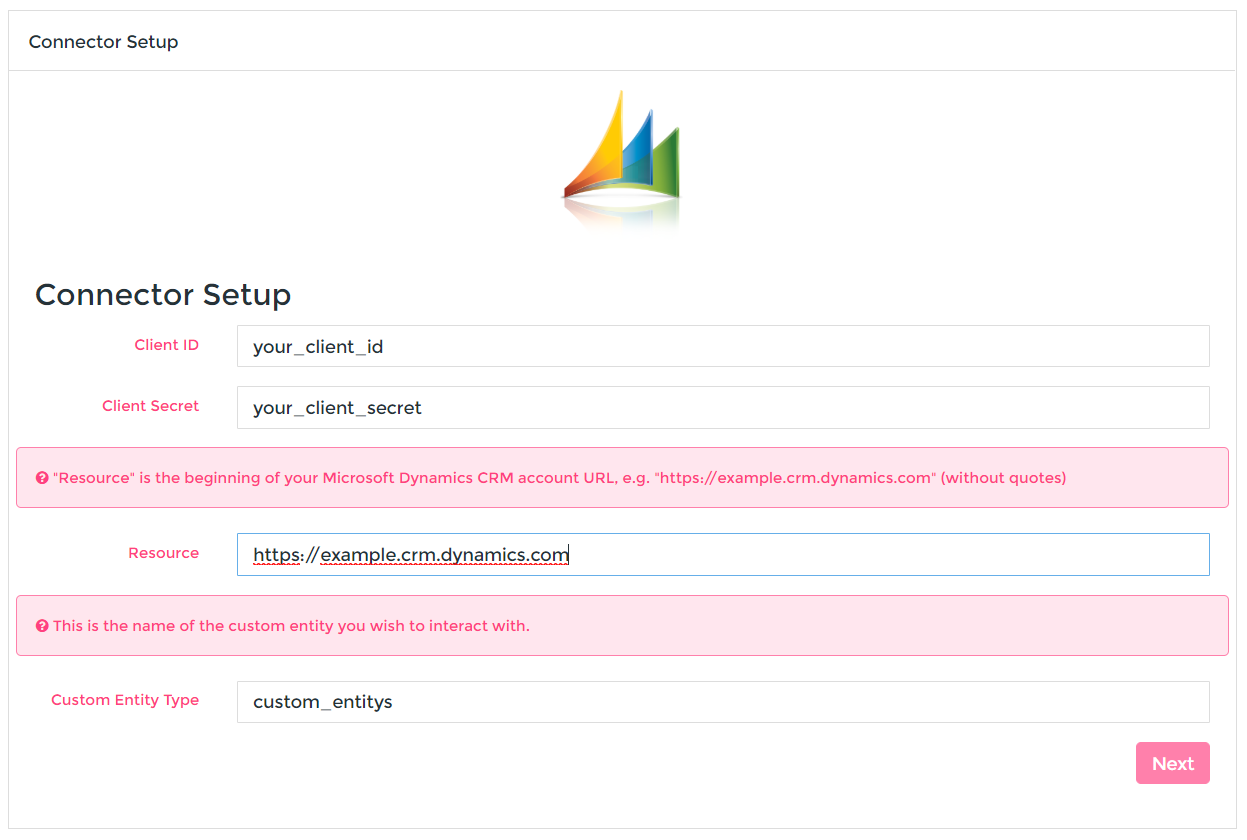 Connector Setup
Connector Setup
Client ID
your_client_id
Client Secret
your_client_secret
"Resource" is the beginning of your Microsoft Dynamics CRM account URL, e.g. "https://example.crm.dynamics.com" (without quotes)
Resource
https://example.crm.dynamics.com
This is the name of the custom entity you wish to interact with.
Custom Entity Type
custom_entitys
Next